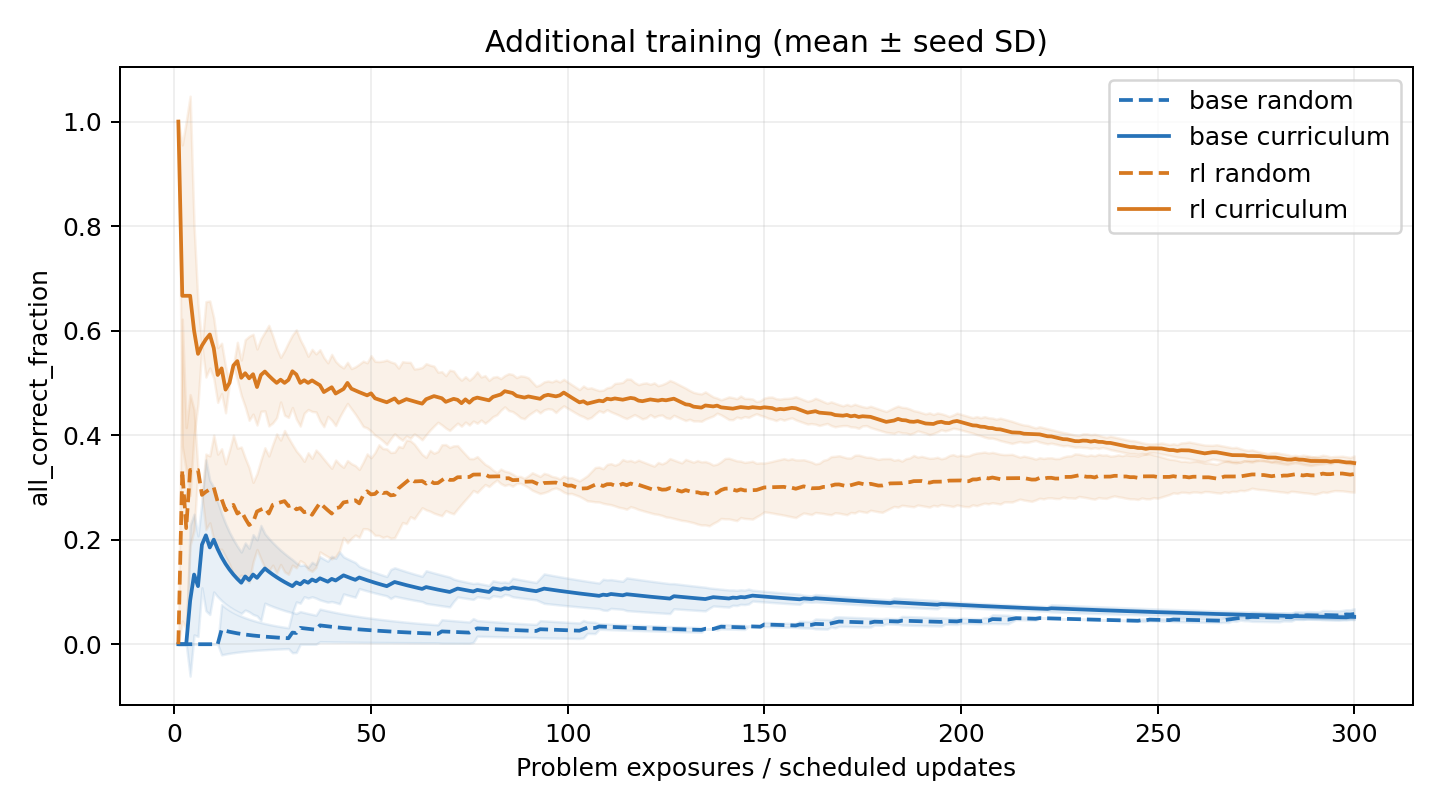 Additional training (mean ± seed SD)
base random
base curriculum
rl random
rl curriculum
all_correct_fraction
1.0
0.8
0.6
0.4
0.2
0.0
0 50 100 150 200 250 300
Problem exposures / scheduled updates